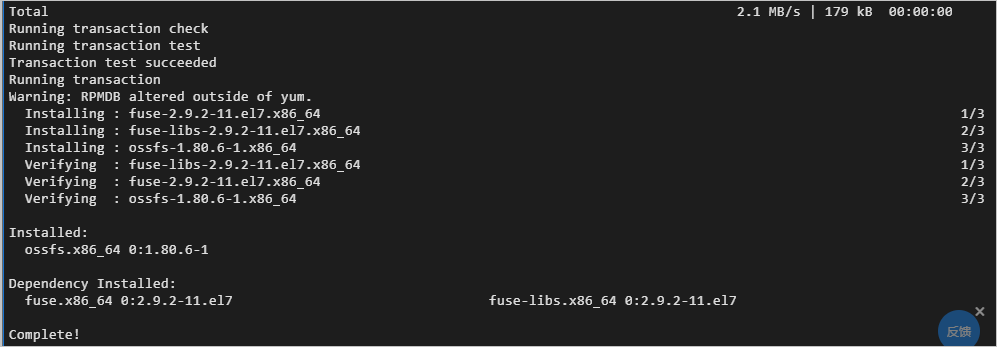 Total 2.1 MB/s | 179 kB 00:00:00
Running transaction check
Running transaction test
Transaction test succeeded
Running transaction
Warning: RPMDB altered outside of yum.
Installing : fuse-2.9.2-11.el7.x86_64 1/3
Installing : fuse-libs-2.9.2-11.el7.x86_64 2/3
Installing : ossfs-1.80.6-1.x86_64 3/3
Verifying : fuse-libs-2.9.2-11.el7.x86_64 1/3
Verifying : fuse-2.9.2-11.el7.x86_64 2/3
Verifying : ossfs-1.80.6-1.x86_64 3/3
Installed:
ossfs.x86_64 0:1.80.6-1
Dependency Installed:
fuse.x86_64 0:2.9.2-11.el7 fuse-libs.x86_64 0:2.9.2-11.el7
Complete!
反馈